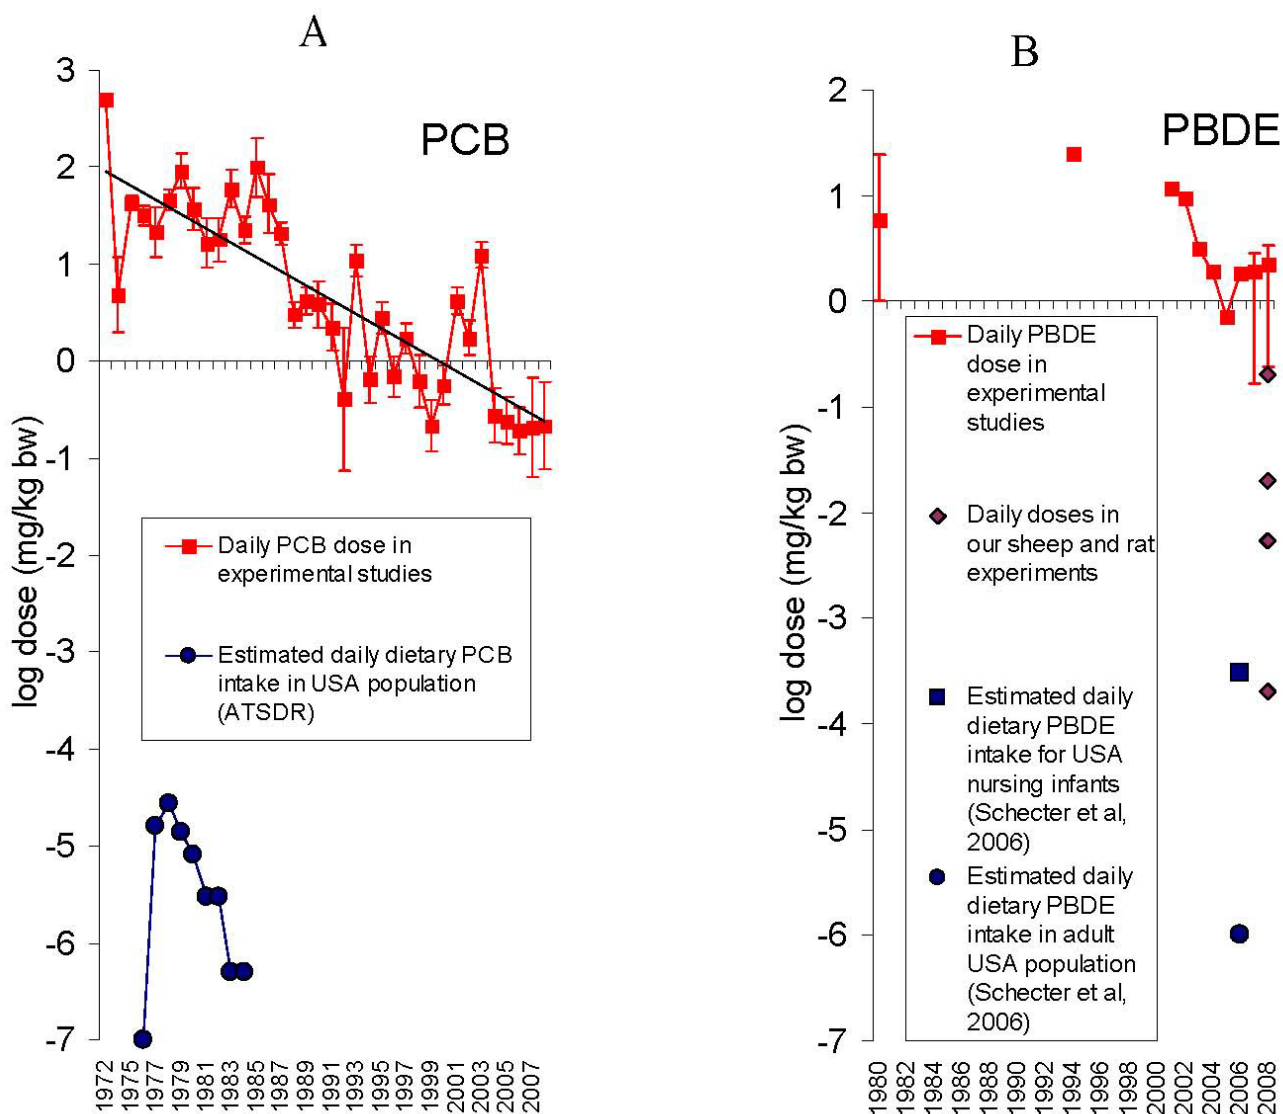 A
3
2
1
0
-1
-2
-3
-4
-5
-6
-7
log dose (mg/kg bw)
PCB
Daily PCB dose in
experimental studies
Estimated daily dietary PCB
intake in USA population
(ATSDR)
1972
1975
1977
1979
1981
1983
1985
1987
1989
1991
1993
1995
1997
1999
2001
2003
2005
2007
B
2
1
0
-1
-2
-3
-4
-5
-6
-7
log dose (mg/kg bw)
PBDE
Daily PBDE
dose in
experimental
studies
Daily doses in
our sheep and rat
experiments
Estimated daily
dietary PBDE
intake for USA
nursing infants
(Schecter et al,
2006)
Estimated daily
dietary PBDE
intake in adult
USA population
(Schecter et al,
2006)
1980
1982
1984
1986
1988
1990
1992
1994
1996
1998
2000
2002
2004
2006
2008